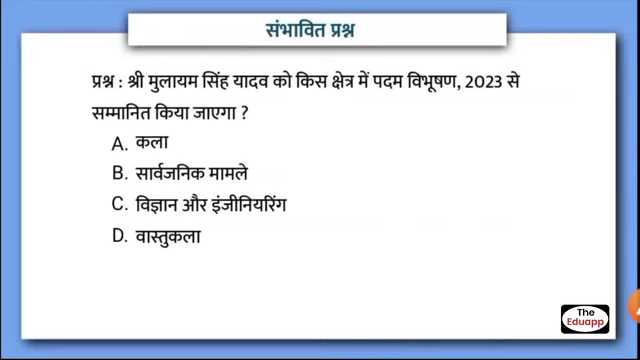 संभावित प्रश्न
प्रश्न : श्री मुलायम सिंह यादव को किस क्षेत्र में पदम विभूषण, 2023 से
सम्मानित किया जाएगा ?
A. कला
B. सार्वजनिक मामले
C. विज्ञान और इंजीनियरिंग
D. वास्तुकला
The
Eduapp